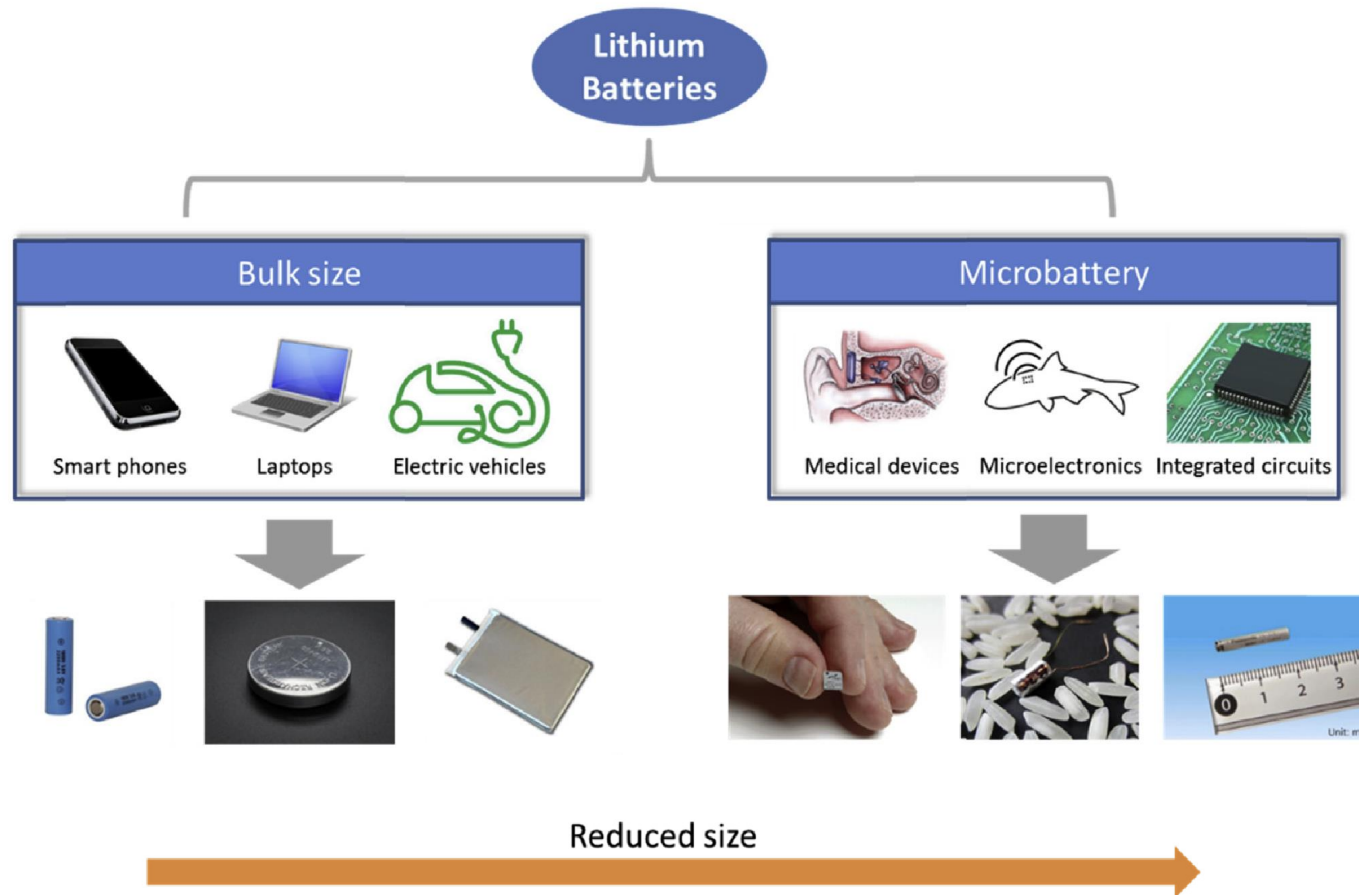 Lithium
Batteries
Bulk size
Microbattery
Smart phones
Laptops
Electric vehicles
Medical devices
Microelectronics
Integrated circuits
0 1 2 3
Unit: m
Reduced size